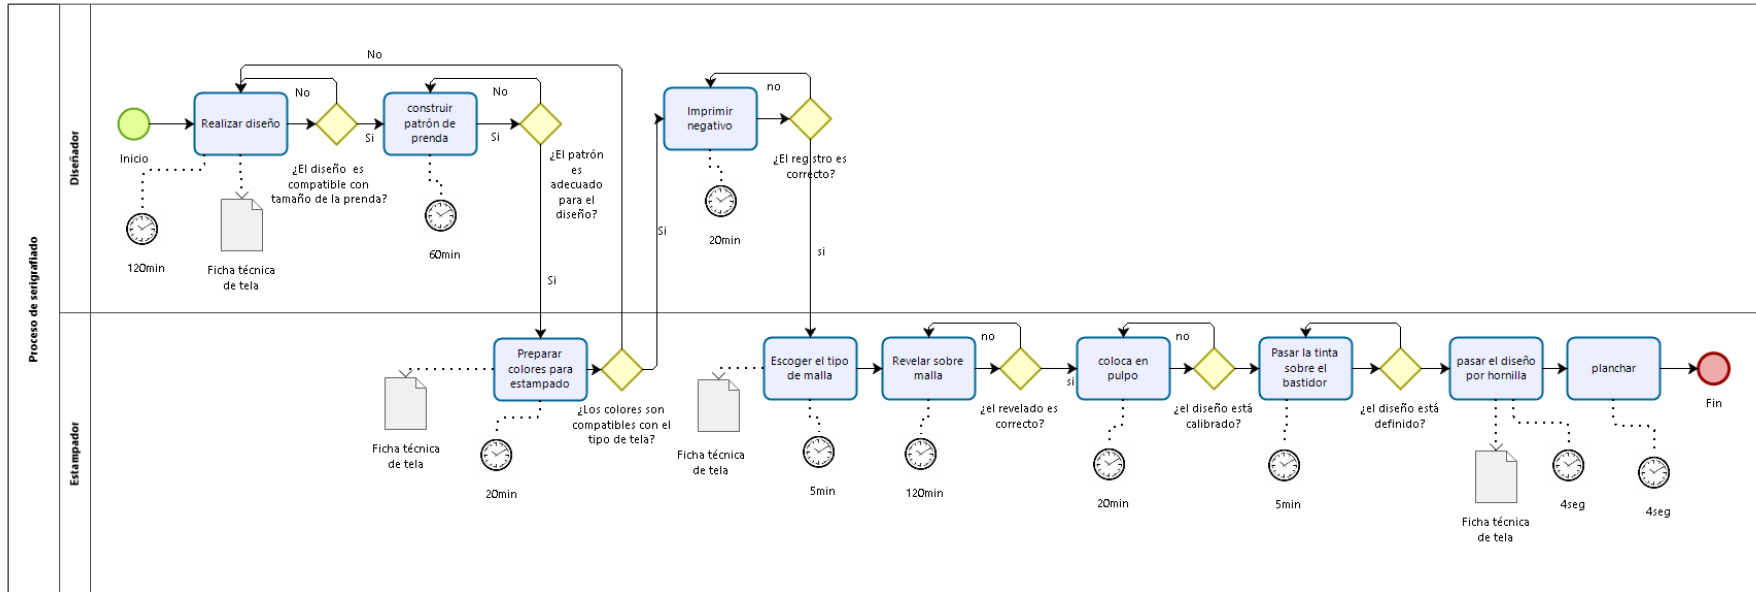 Proceso de serigrafiado
Diseñador
Inicio
120min
Realizar diseño
Ficha técnica
de tela
No
No
¿El diseño es
compatible con
tamaño de la prenda?
Si
construir
patrón de
prenda
60min
No
Si
¿El patrón
es
adecuado
para el
diseño?
Si
Si
Imprimir
negativo
20min
no
¿El registro es
correcto?
si
Estampador
Preparar
colores para
estampado
Ficha técnica
de tela
20min
¿Los colores son
compatibles con el
tipo de tela?
Escoger el tipo
de malla
Ficha técnica
de tela
5min
Revelar sobre
malla
120min
no
¿el revelado es
correcto?
si
coloca en
pulpo
20min
no
¿el diseño está
calibrado?
Pasar la tinta
sobre el
bastidor
5min
¿el diseño está
definido?
pasar el diseño
por hornilla
Ficha técnica
de tela
4seg
planchar
4seg
Fin